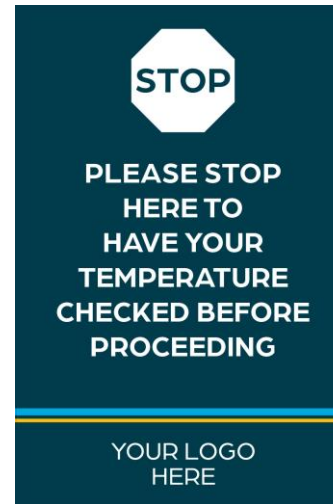 STOP
PLEASE STOP
HERE TO
HAVE YOUR
TEMPERATURE
CHECKED BEFORE
PROCEEDING
YOUR LOGO
HERE